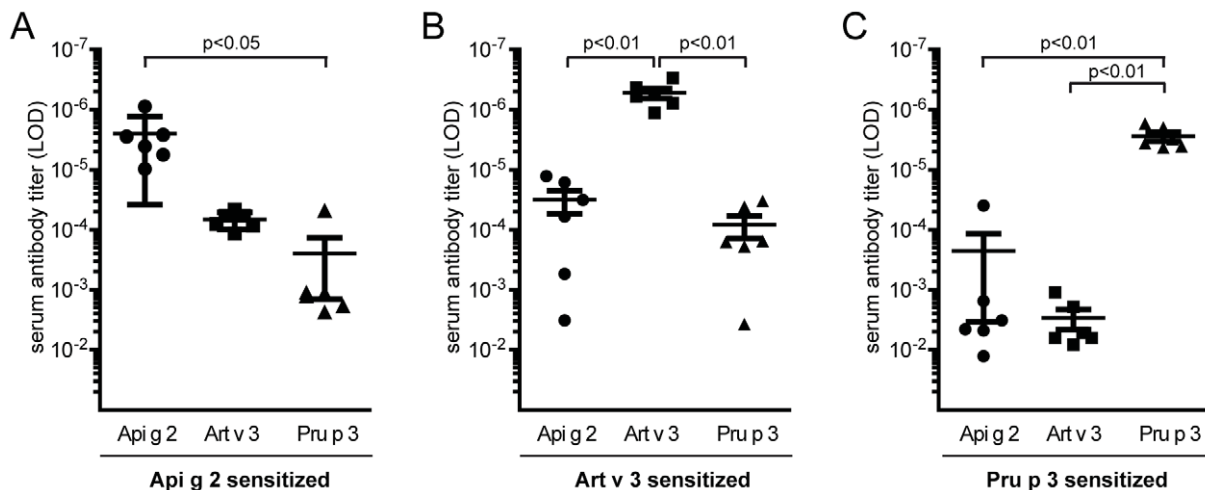 A
serum antibody titer (LOD)
10-7
10-6
10-5
10-4
10-3
10-2
p<0.05
Api g 2 Art v 3 Pru p 3
Api g 2 sensitized
B
serum antibody titer (LOD)
10-7
10-6
10-5
10-4
10-3
10-2
p<0.01 p<0.01
Api g 2 Art v 3 Pru p 3
Art v 3 sensitized
C
serum antibody titer (LOD)
10-7
10-6
10-5
10-4
10-3
10-2
p<0.01
p<0.01
Api g 2 Art v 3 Pru p 3
Pru p 3 sensitized